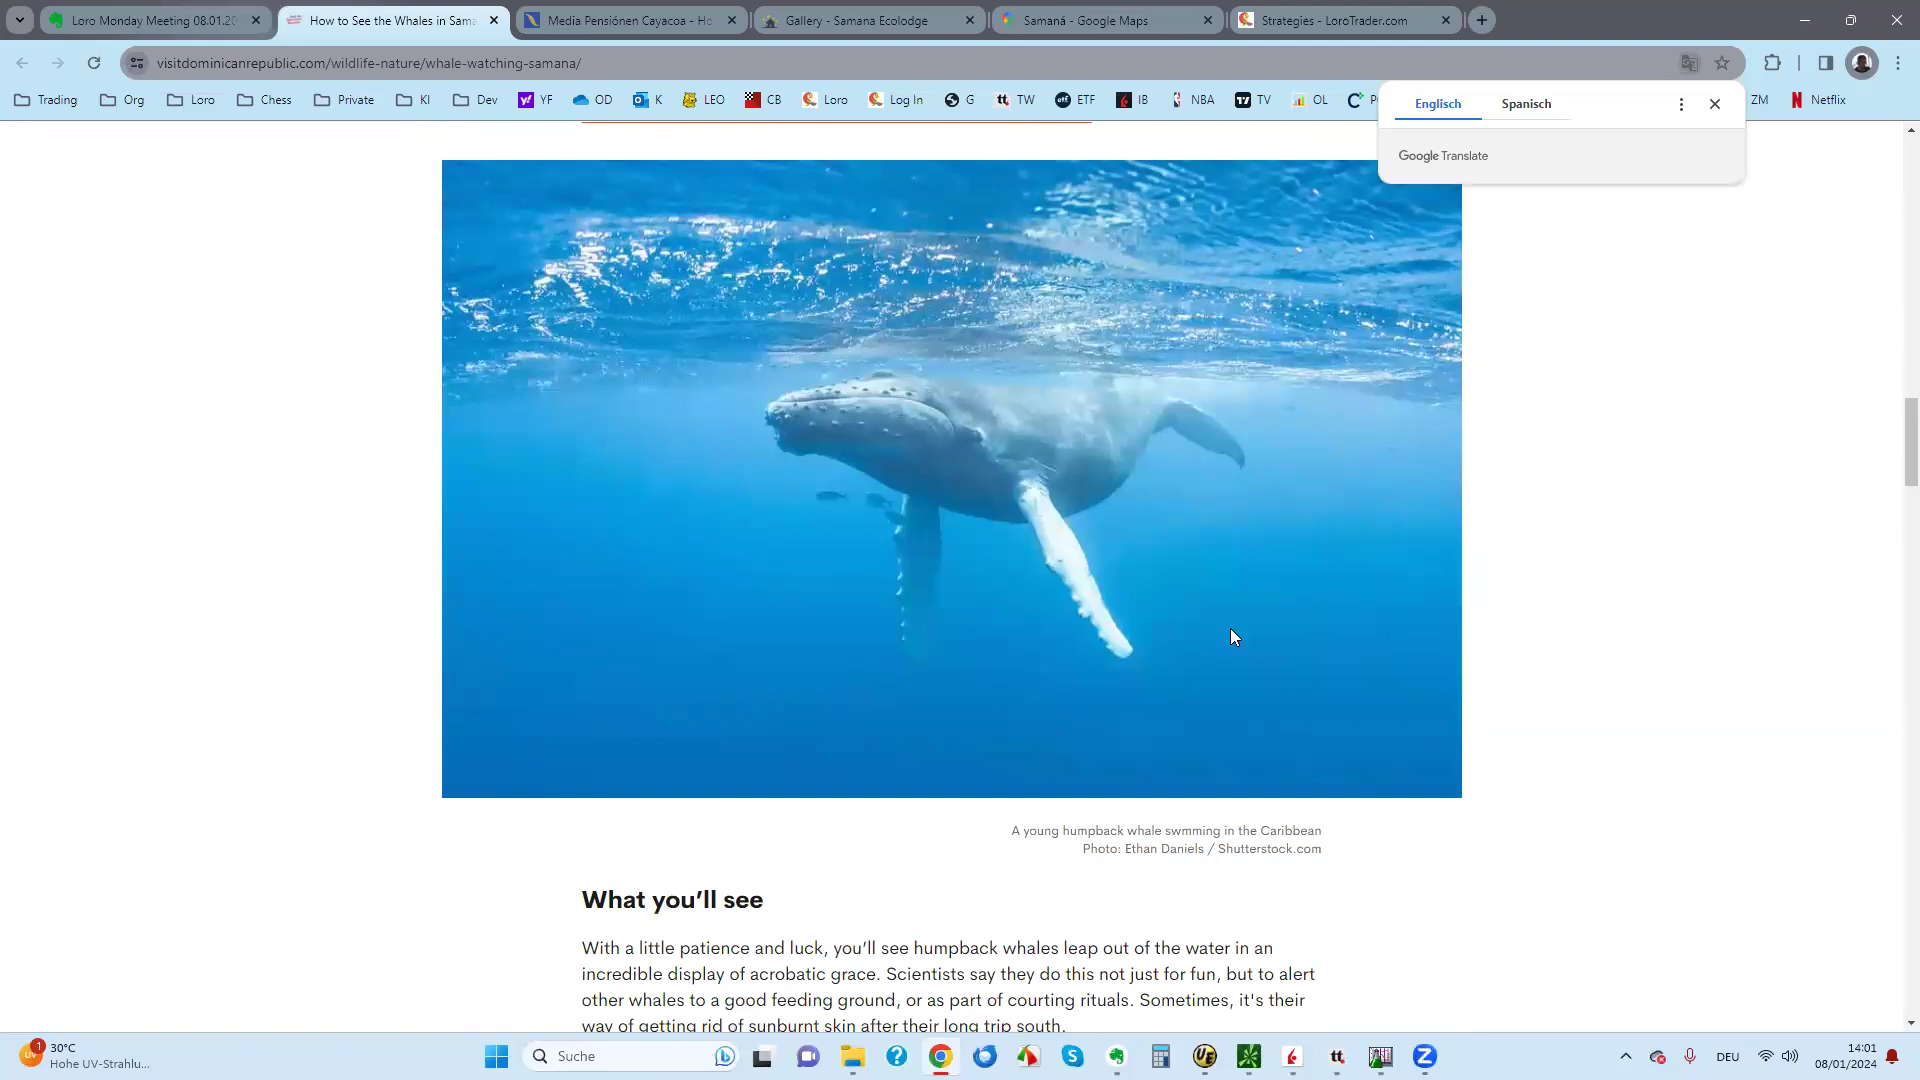 Loro Monday Meeting 08.01.20
How to See the Whales in Sama
Media Pensiónen Cayacoa - Ho
Gallery - Samana Ecolodge
Samaná - Google Maps
Strategies - LoroTrader.com
visitdominicanrepublic.com/wildlife-nature/whale-watching-samana/
Trading Org Loro Chess Private KI Dev YF OD K LEO CB Loro Log In G TW ETF IB NBA TV OL ZM Netflix
Englisch Spanisch
Google Translate
A young humpback whale swmming in the Caribbean
Photo: Ethan Daniels / Shutterstock.com
What you’ll see
With a little patience and luck, you’ll see humpback whales leap out of the water in an
incredible display of acrobatic grace. Scientists say they do this not just for fun, but to alert
other whales to a good feeding ground, or as part of courting rituals. Sometimes, it's their
way of getting rid of sunburnt skin after their long trip south.
30°C
Hohe UV-Strahlu...
Suche
DEU
14:01
08/01/2024